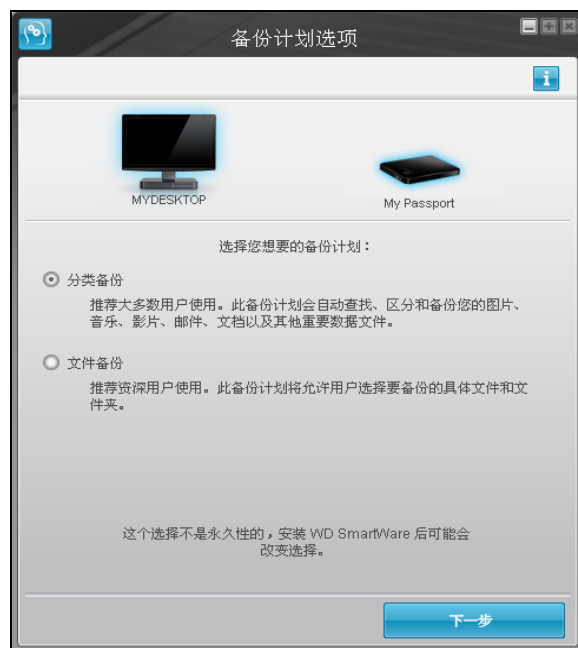 备份计划选项
MYDESKTOP
My Passport
选择您想要的备份计划：
分类备份
推荐大多数用户使用。此备份计划会自动查找、区分和备份您的图片、
音乐、影片、邮件、文档以及其他重要数据文件。
文件备份
推荐资深用户使用。此备份计划将允许用户选择要备份的具体文件和文
件夹。
这个选择不是永久性的，安装 WD SmartWare 后可能会
改变选择。
下一步